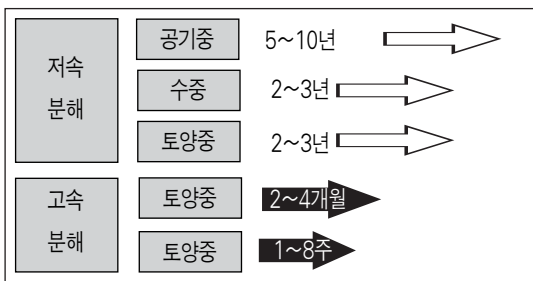 저속
분해
공기중 5~10년
수중 2~3년
토양중 2~3년
고속
분해
토양중 2~4개월
토양중 1~8주